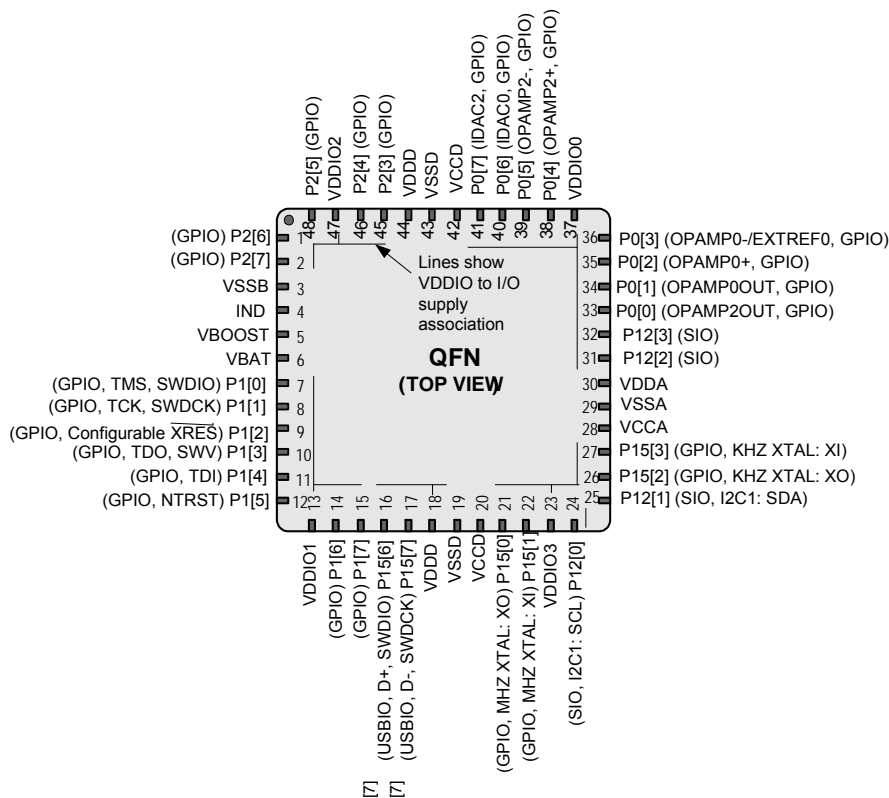 P2[5] (GPIO)
VDDIO2
P2[4] (GPIO)
P2[3] (GPIO)
VDDD
VSSD
VCCD
P0[7] (IDAC2, GPIO)
P0[6] (IDAC0, GPIO)
P0[5] (OPAMP2-, GPIO)
P0[4] (OPAMP2+, GPIO)
VDDIO0
48
47
46
45
44
43
42
41
40
39
38
37
(GPIO) P2[6] 1
(GPIO) P2[7] 2
VSSB 3
IND 4
VBOOST 5
VBAT 6
(GPIO, TMS, SWDIO) P1[0] 7
(GPIO, TCK, SWDCK) P1[1] 8
(GPIO, Configurable XRES) P1[2] 9
(GPIO, TDO, SWV) P1[3] 10
(GPIO, TDI) P1[4] 11
(GPIO, NTRST) P1[5] 12
Lines show
VDDIO to I/O
supply
association
QFN
(TOP VIEW)
36 P0[3] (OPAMP0-/EXTREF0, GPIO)
35 P0[2] (OPAMP0+, GPIO)
34 P0[1] (OPAMP0OUT, GPIO)
33 P0[0] (OPAMP2OUT, GPIO)
32 P12[3] (SIO)
31 P12[2] (SIO)
30 VDDA
29 VSSA
28 VCCA
27 P15[3] (GPIO, KHZ XTAL: XI)
26 P15[2] (GPIO, KHZ XTAL: XO)
25 P12[1] (SIO, I2C1: SDA)
13
14
15
16
17
18
19
20
21
22
23
24
VDDIO1
(GPIO) P1[6]
(GPIO) P1[7]
(USBIO, D+, SWDIO) P15[6]
(USBIO, D-, SWDCK) P15[7]
VDDD
VSSD
VCCD
(GPIO, MHZ XTAL: XO) P15[0]
(GPIO, MHZ XTAL: XI) P15[1]
VDDIO3
(SIO, I2C1: SCL) P12[0]
[7]
[7]